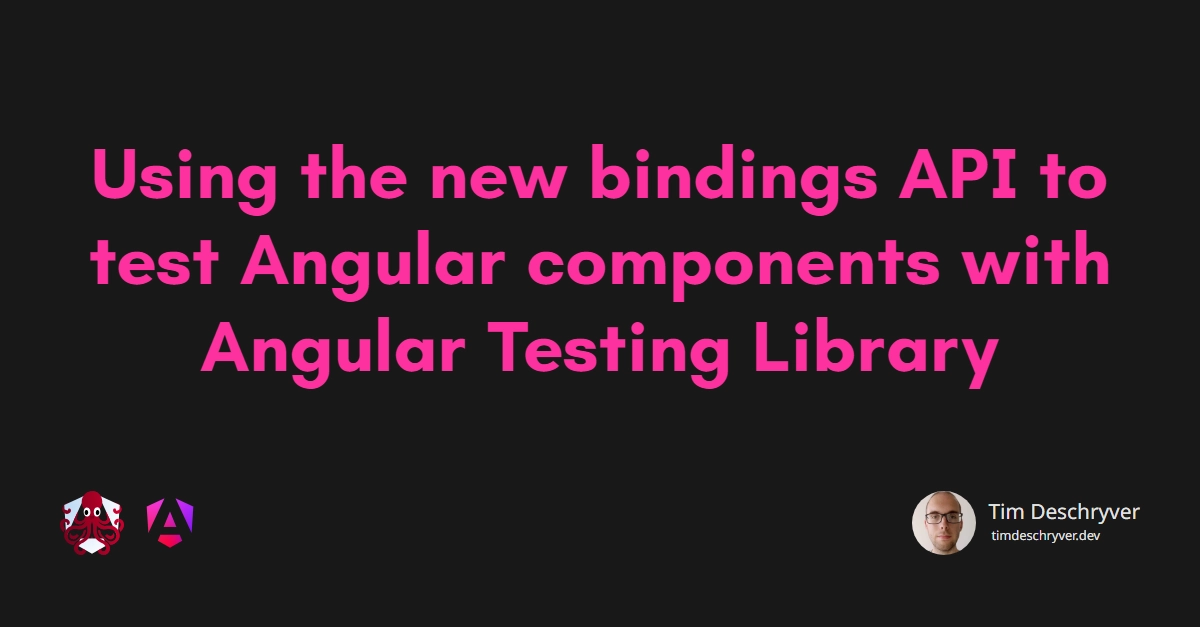 Using the new bindings API to
test Angular components with
Angular Testing Library
Tim Deschryver
timdeschryver.dev